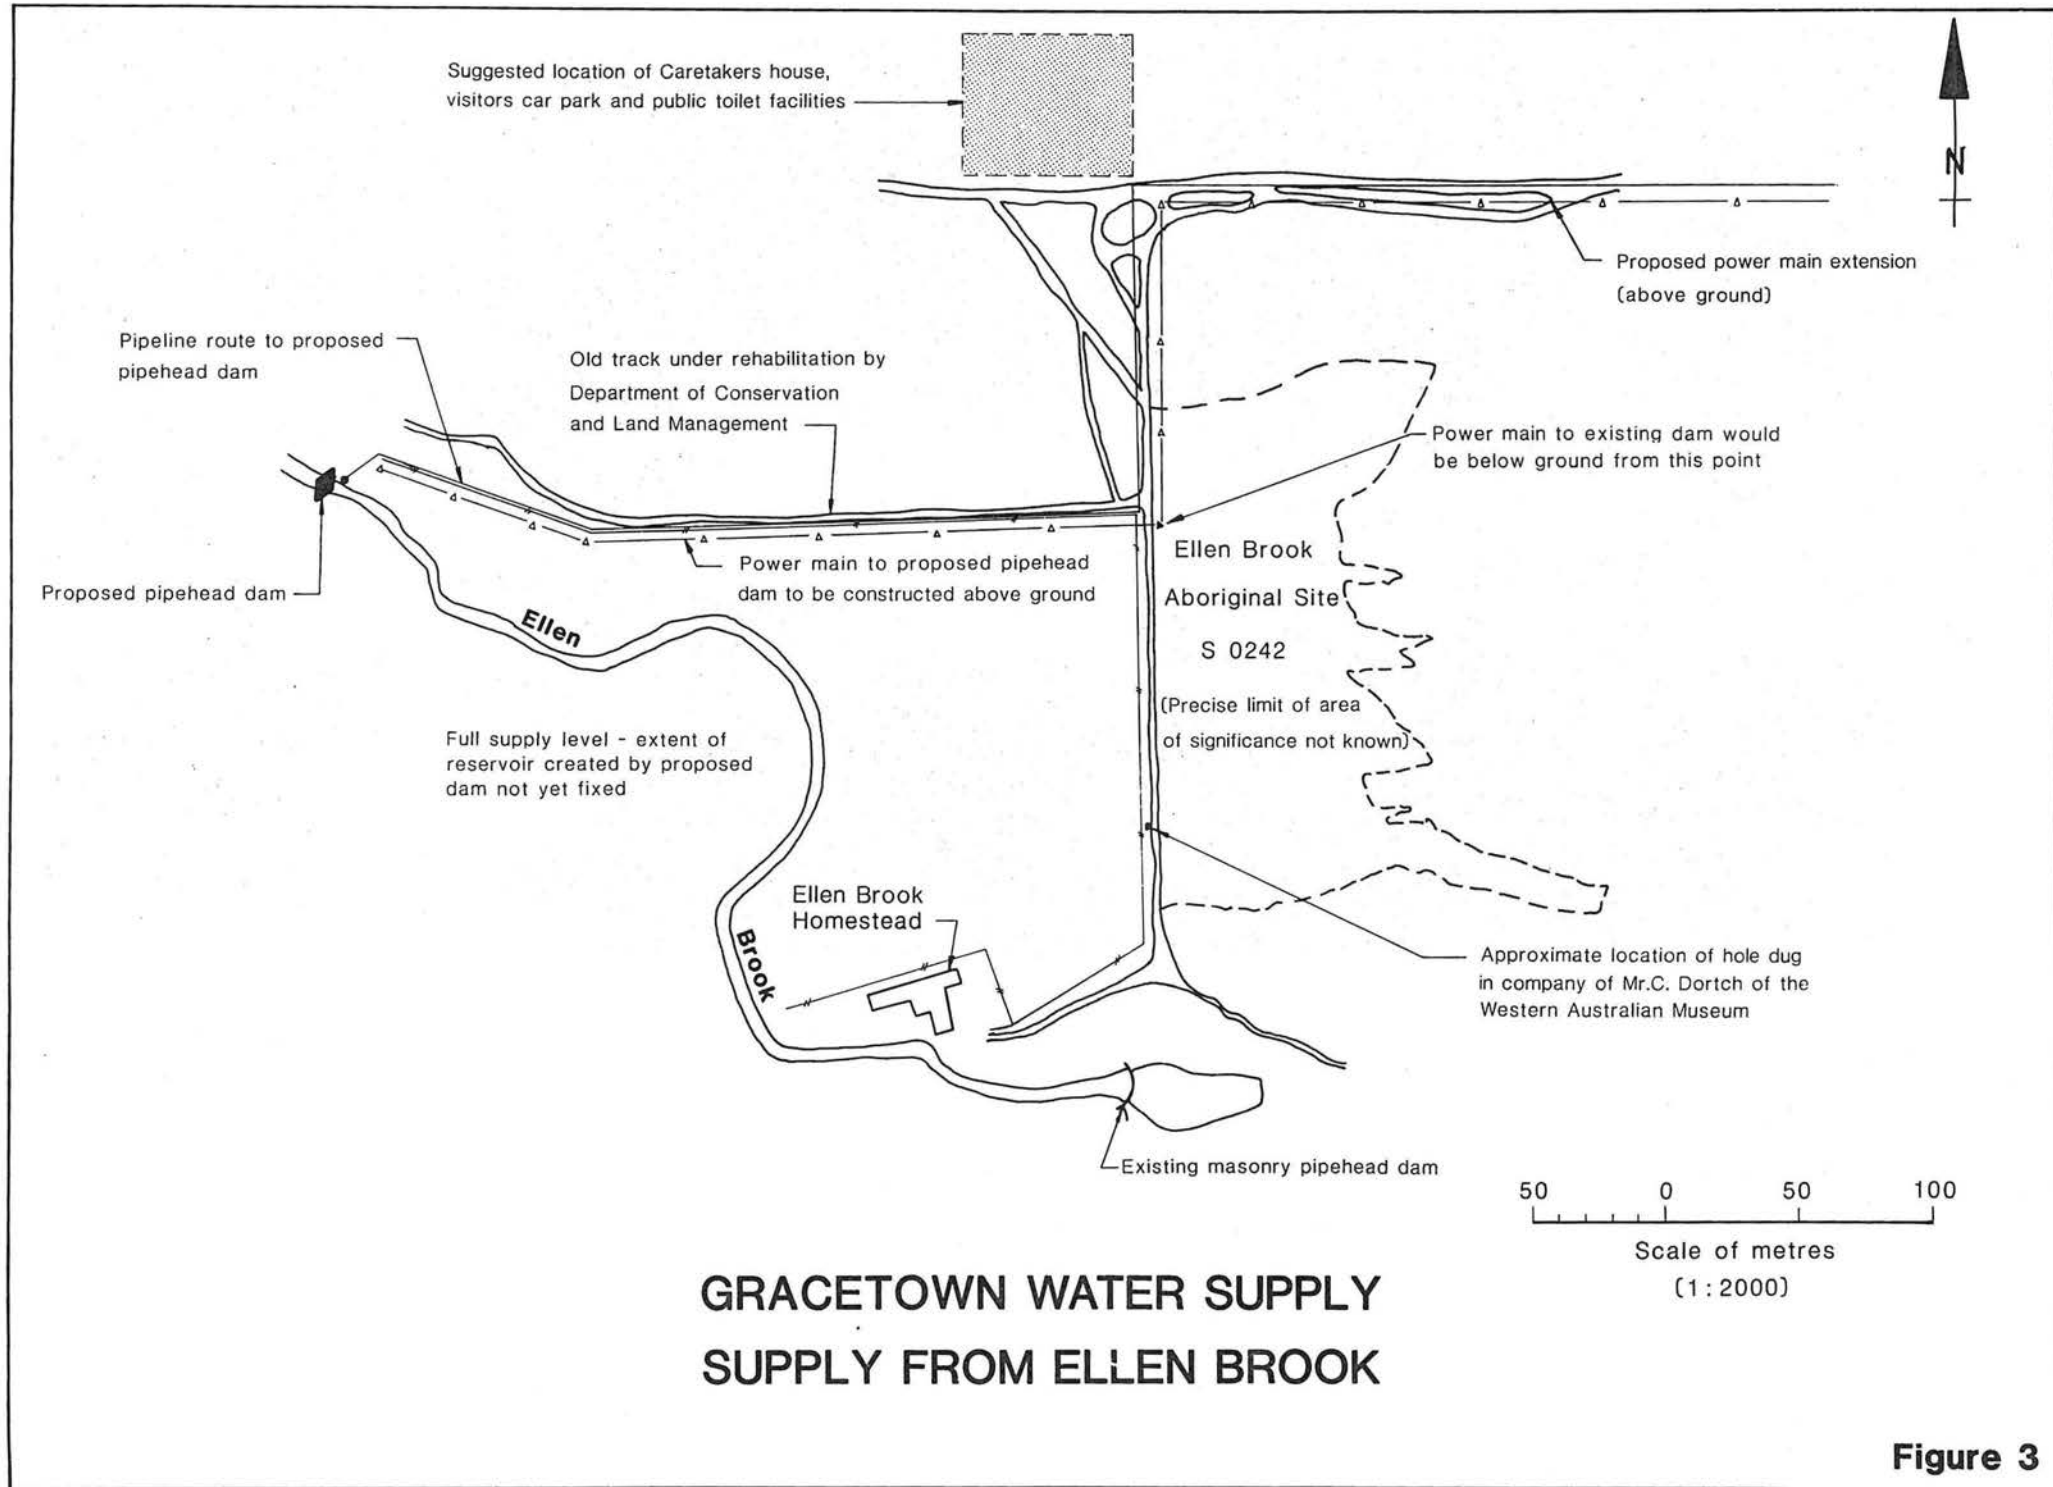 Suggested location of Caretakers house,
visitors car park and public toilet facilities
N
Proposed power main extension
(above ground)
Pipeline route to proposed
pipehead dam
Old track under rehabilitation by
Department of Conservation
and Land Management
Power main to existing dam would
be below ground from this point
Proposed pipehead dam
Power main to proposed pipehead
dam to be constructed above ground
Ellen Brook
Aboriginal Site
S 0242
(Precise limit of area
of significance not known)
Ellen
Full supply level - extent of
reservoir created by proposed
dam not yet fixed
Ellen Brook
Homestead
Brook
Approximate location of hole dug
in company of Mr.C. Dortch of the
Western Australian Museum
Existing masonry pipehead dam
50 0 50 100
Scale of metres
(1:2000)
GRACETOWN WATER SUPPLY
SUPPLY FROM ELLEN BROOK
Figure 3